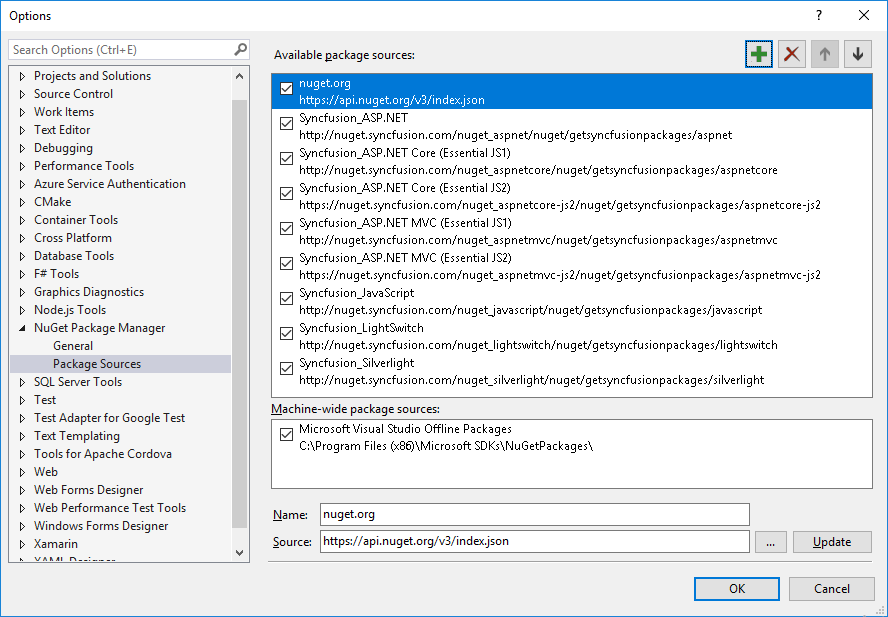 Options
?
Search Options (Ctrl+E)
Projects and Solutions
Source Control
Work Items
Text Editor
Debugging
Performance Tools
Azure Service Authentication
CMake
Container Tools
Cross Platform
Database Tools
F# Tools
Graphics Diagnostics
Node.js Tools
NuGet Package Manager
General
Package Sources
SQL Server Tools
Test
Test Adapter for Google Test
Text Templating
Tools for Apache Cordova
Web
Web Forms Designer
Web Performance Test Tools
Windows Forms Designer
Xamarin
XAML Designer
Available package sources:
nuget.org
https://api.nuget.org/v3/index.json
Syncfusion_ASP.NET
http://nuget.syncfusion.com/nuget_aspnet/nuget/getsyncfusionpackages/aspnet
Syncfusion_ASP.NET Core (Essential JS1)
http://nuget.syncfusion.com/nuget_aspnetcore/nuget/getsyncfusionpackages/aspnetcore
Syncfusion_ASP.NET Core (Essential JS2)
https://nuget.syncfusion.com/nuget_aspnetcore-js2/nuget/getsyncfusionpackages/aspnetcore-js2
Syncfusion_ASP.NET MVC (Essential JS1)
http://nuget.syncfusion.com/nuget_aspnetmvc/nuget/getsyncfusionpackages/aspnetmvc
Syncfusion_ASP.NET MVC (Essential JS2)
https://nuget.syncfusion.com/nuget_aspnetmvc-js2/nuget/getsyncfusionpackages/aspnetmvc-js2
Syncfusion_JavaScript
http://nuget.syncfusion.com/nuget_javascript/nuget/getsyncfusionpackages/javascript
Syncfusion_LightSwitch
http://nuget.syncfusion.com/nuget_lightswitch/nuget/getsyncfusionpackages/lightswitch
Syncfusion_Silverlight
http://nuget.syncfusion.com/nuget_silverlight/nuget/getsyncfusionpackages/silverlight
Machine-wide package sources:
Microsoft Visual Studio Offline Packages
C:\Program Files (x86)\Microsoft SDKs\NuGetPackages\
Name: nuget.org
Source: https://api.nuget.org/v3/index.json ... Update
OK Cancel